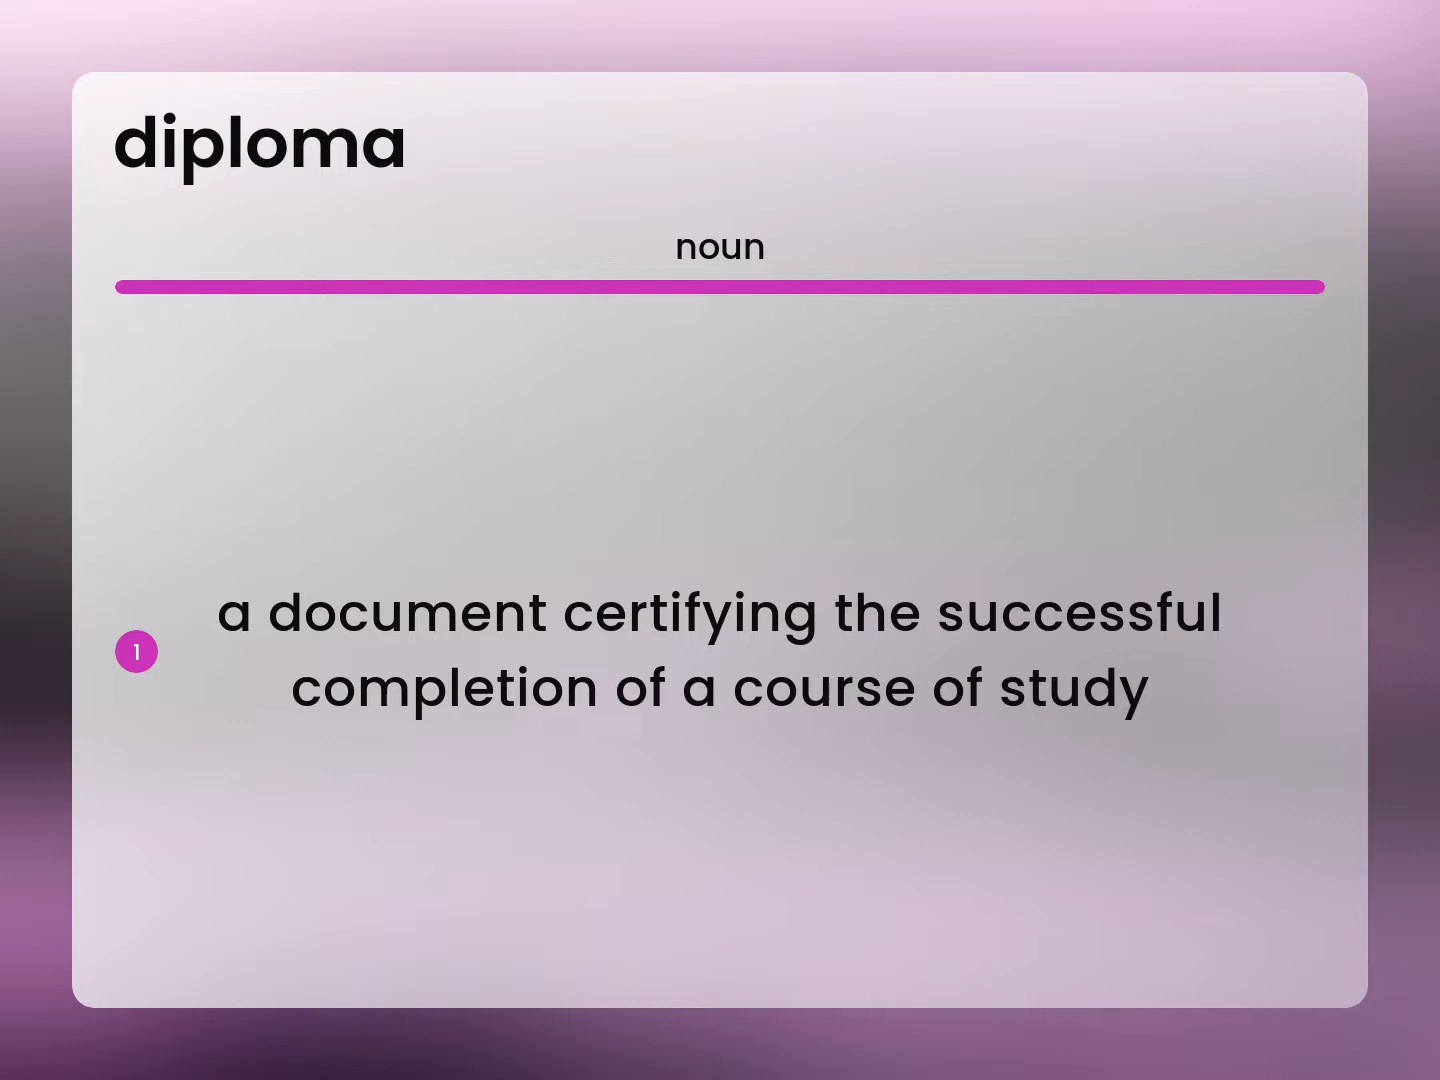 diploma
noun
1
a document certifying the successful
completion of a course of study